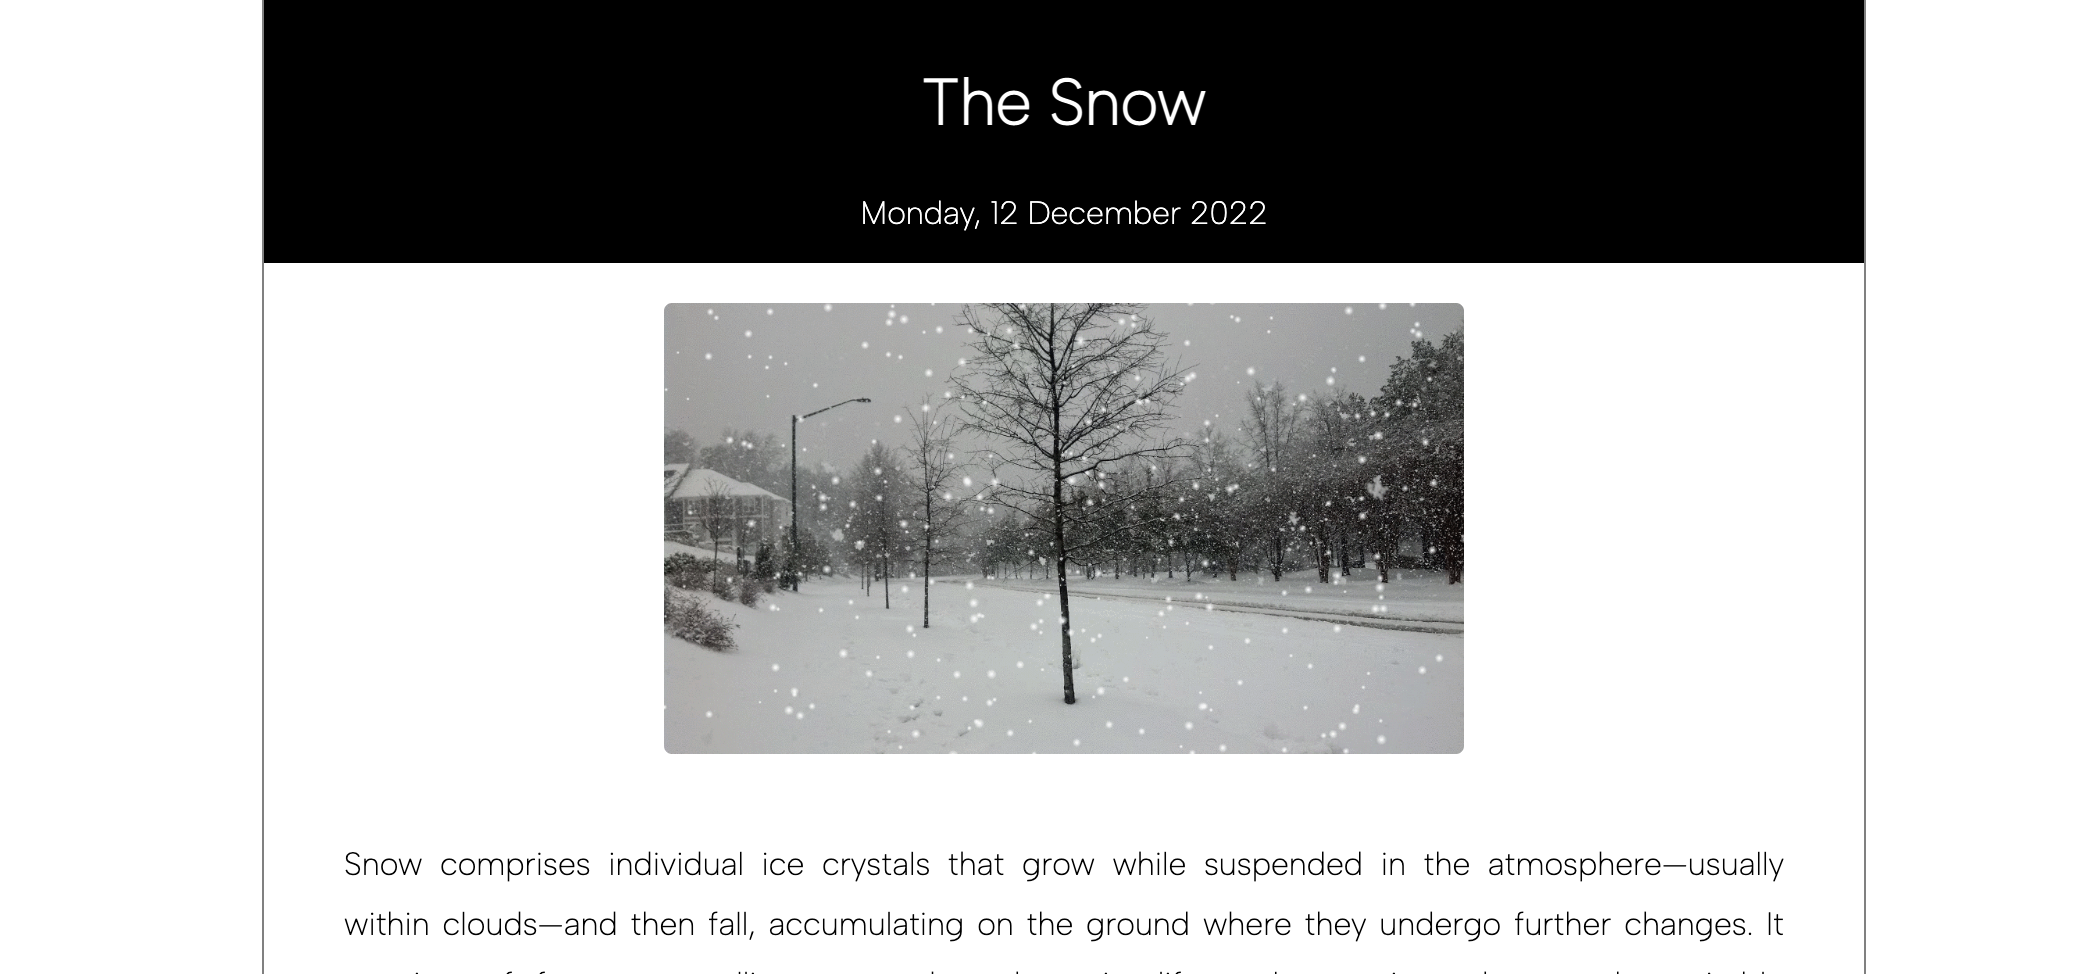 The Snow
Monday, 12 December 2022
Snow comprises individual ice crystals that grow while suspended in the atmosphere—usually
within clouds—and then fall, accumulating on the ground where they undergo further changes. It